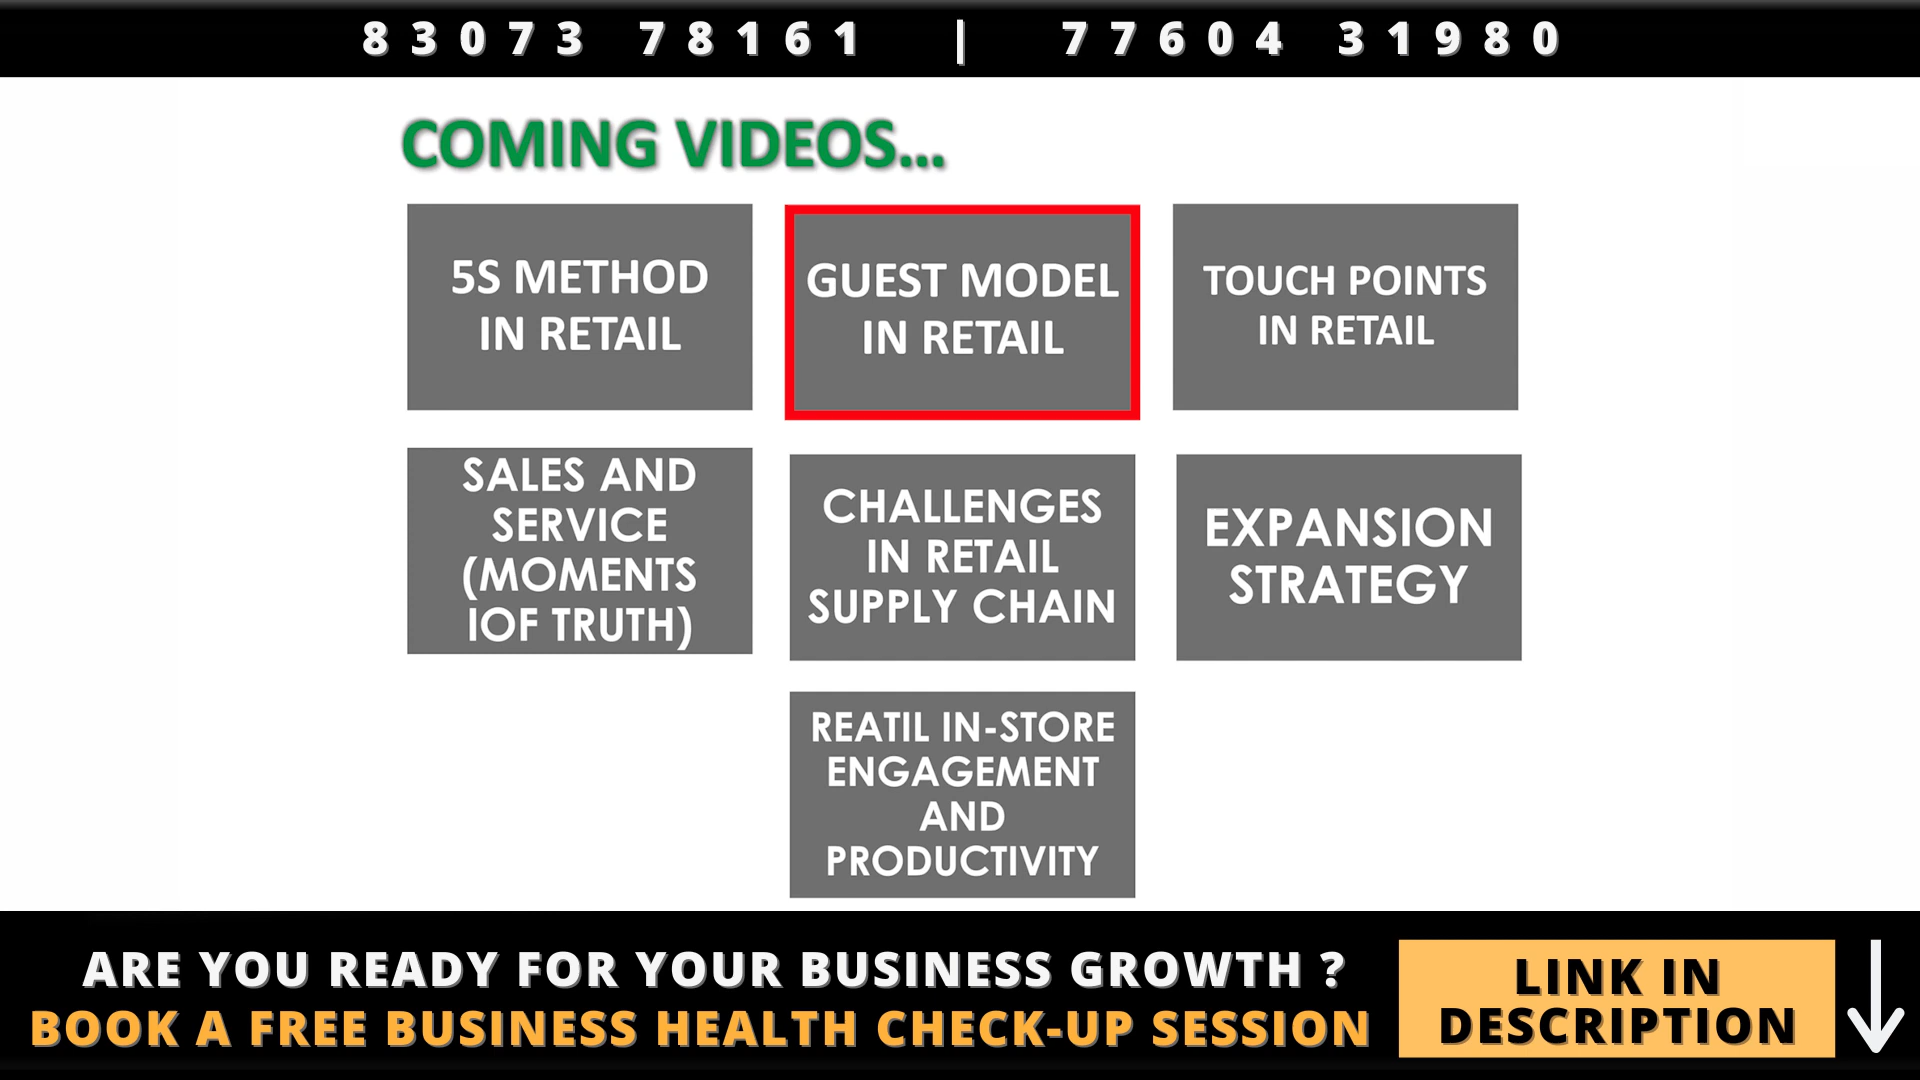 83073 78161 | 77604 31980
COMING VIDEOS...
5S METHOD
IN RETAIL
GUEST MODEL
IN RETAIL
TOUCH POINTS
IN RETAIL
SALES AND
SERVICE
(MOMENTS
IOF TRUTH)
CHALLENGES
IN RETAIL
SUPPLY CHAIN
EXPANSION
STRATEGY
REATIL IN-STORE
ENGAGEMENT
AND
PRODUCTIVITY
ARE YOU READY FOR YOUR BUSINESS GROWTH ?
BOOK A FREE BUSINESS HEALTH CHECK-UP SESSION
LINK IN
DESCRIPTION